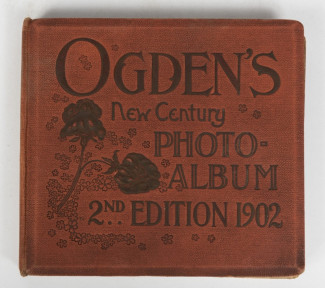 OGDEN'S
New Century
PHOTO-
ALBUM
2ND EDITION 1902